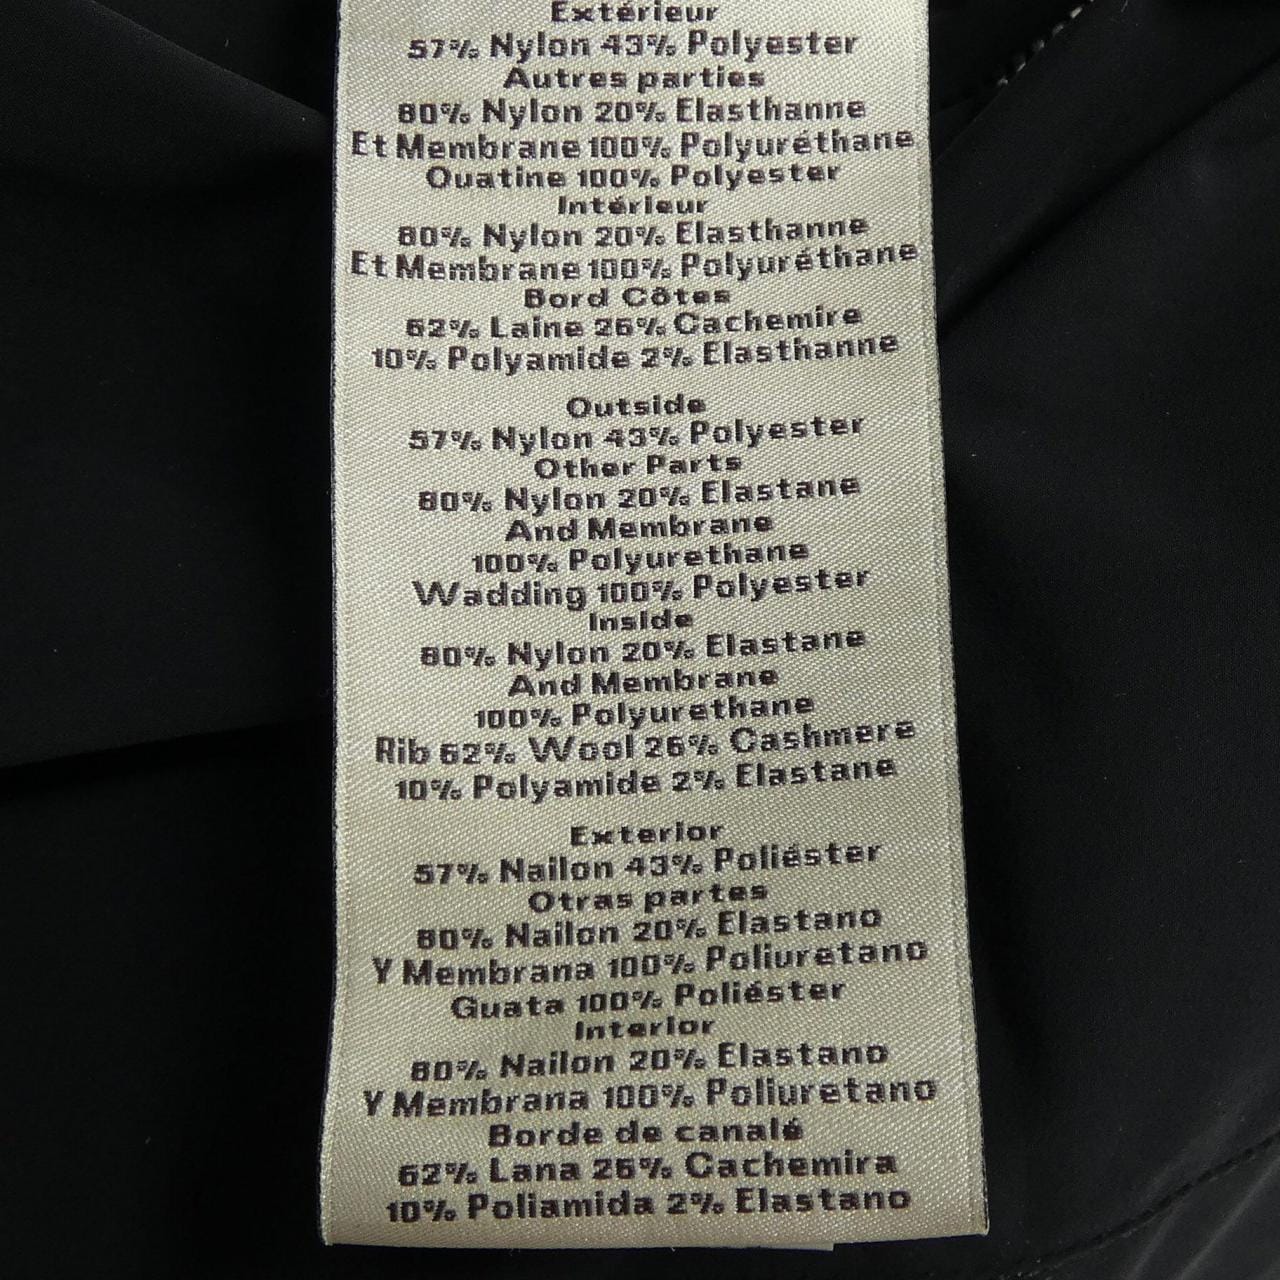 Extérieur
57% Nylon 43% Polyester
Autres parties
80% Nylon 20% Elasthanne
Et Membrane 100% Polyuréthane
Ouatine 100% Polyester
Intérieur
80% Nylon 20% Elasthanne
Et Membrane 100% Polyuréthane
Bord Côtes
62% Laine 26% Cachemire
10% Polyamide 2% Elasthanne
Outside
57% Nylon 43% Polyester
Other Parts
80% Nylon 20% Elastane
And Membrane
100% Polyurethane
Wadding 100% Polyester
Inside
80% Nylon 20% Elastane
And Membrane
100% Polyurethane
Rib 62% Wool 26% Cashmere
10% Polyamide 2% Elastane
Exterior
57% Nailon 43% Poliéster
Otras partes
80% Nailon 20% Elastano
Y Membrana 100% Poliuretano
Guata 100% Poliéster
Interior
80% Nailon 20% Elastano
Y Membrana 100% Poliuretano
Borde de canalé
62% Lana 26% Cachemira
10% Poliamida 2% Elastano